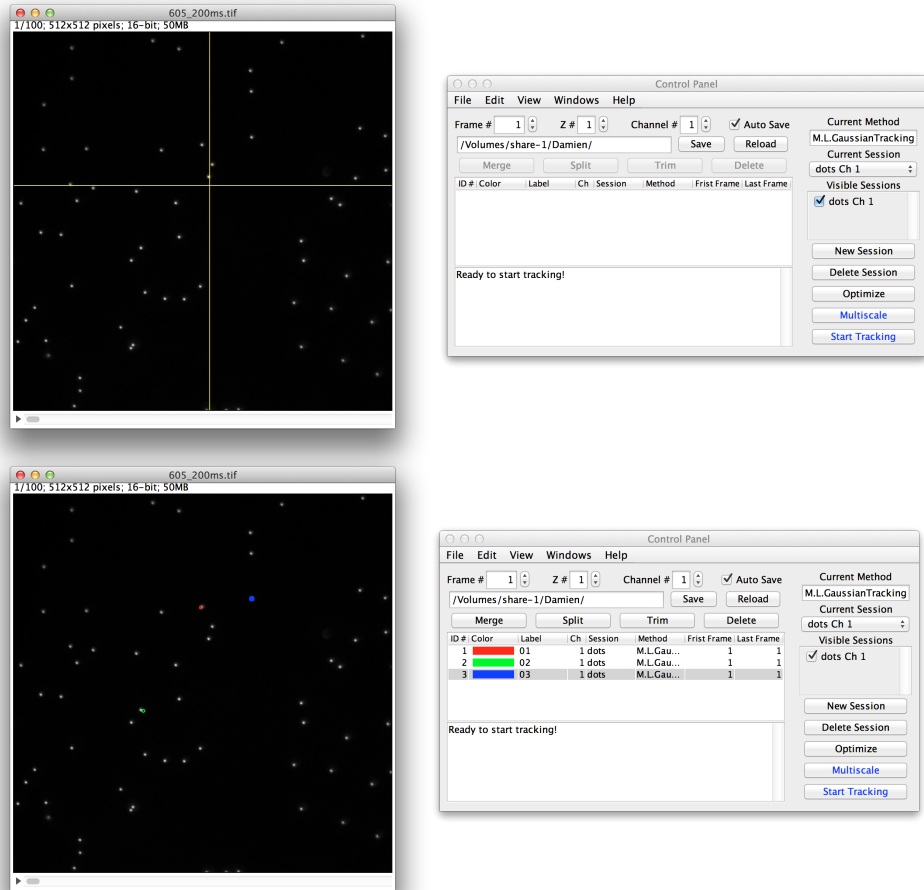 605_200ms.tif
1/100; 512x512 pixels; 16-bit; 50MB
Control Panel
File Edit View Windows Help
Frame # 1 Z # 1 Channel # 1 Auto Save
/Volumes/share-1/Damien/ Save Reload
Merge Split Trim Delete
ID # Color Label Ch Session Method Frist Frame Last Frame
Ready to start tracking!
Current Method
M.L.GaussianTracking
Current Session
dots Ch 1
Visible Sessions
dots Ch 1
New Session
Delete Session
Optimize
Multiscale
Start Tracking
605_200ms.tif
1/100; 512x512 pixels; 16-bit; 50MB
Control Panel
File Edit View Windows Help
Frame # 1 Z # 1 Channel # 1 Auto Save
/Volumes/share-1/Damien/ Save Reload
Merge Split Trim Delete
ID # Color Label Ch Session Method Frist Frame Last Frame
1 01 1 dots M.L.Gau... 1 1
2 02 1 dots M.L.Gau... 1 1
3 03 1 dots M.L.Gau... 1 1
Ready to start tracking!
Current Method
M.L.GaussianTracking
Current Session
dots Ch 1
Visible Sessions
dots Ch 1
New Session
Delete Session
Optimize
Multiscale
Start Tracking